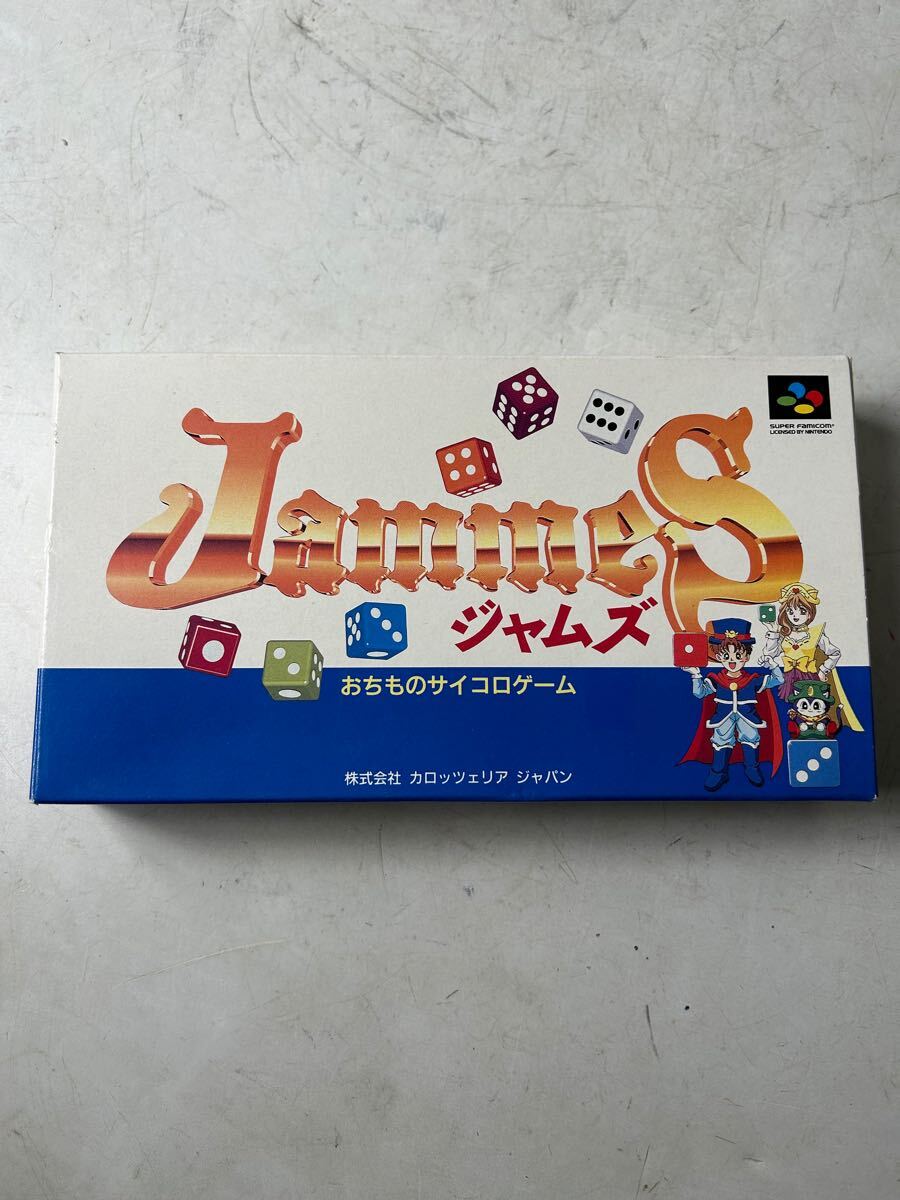 SUPER FAMICOM
LICENSED BY NINTENDO
Jammes
ジャムズ
おちものサイコロゲーム
株式会社 カロッツェリア ジャパン